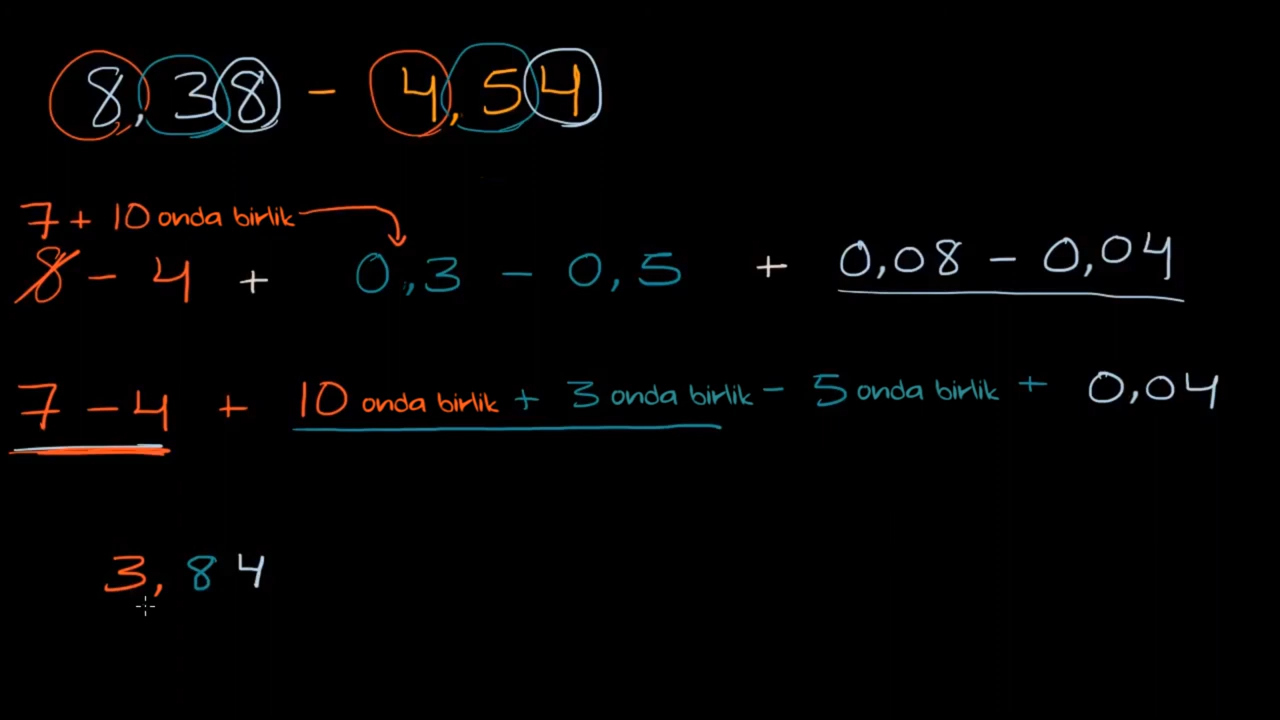 8,38 - 4,54
7 + 10 onda birlik
8 - 4 + 0,3 - 0,5 + 0,08 - 0,04
7 - 4 + 10 onda birlik + 3 onda birlik - 5 onda birlik + 0,04
3,84